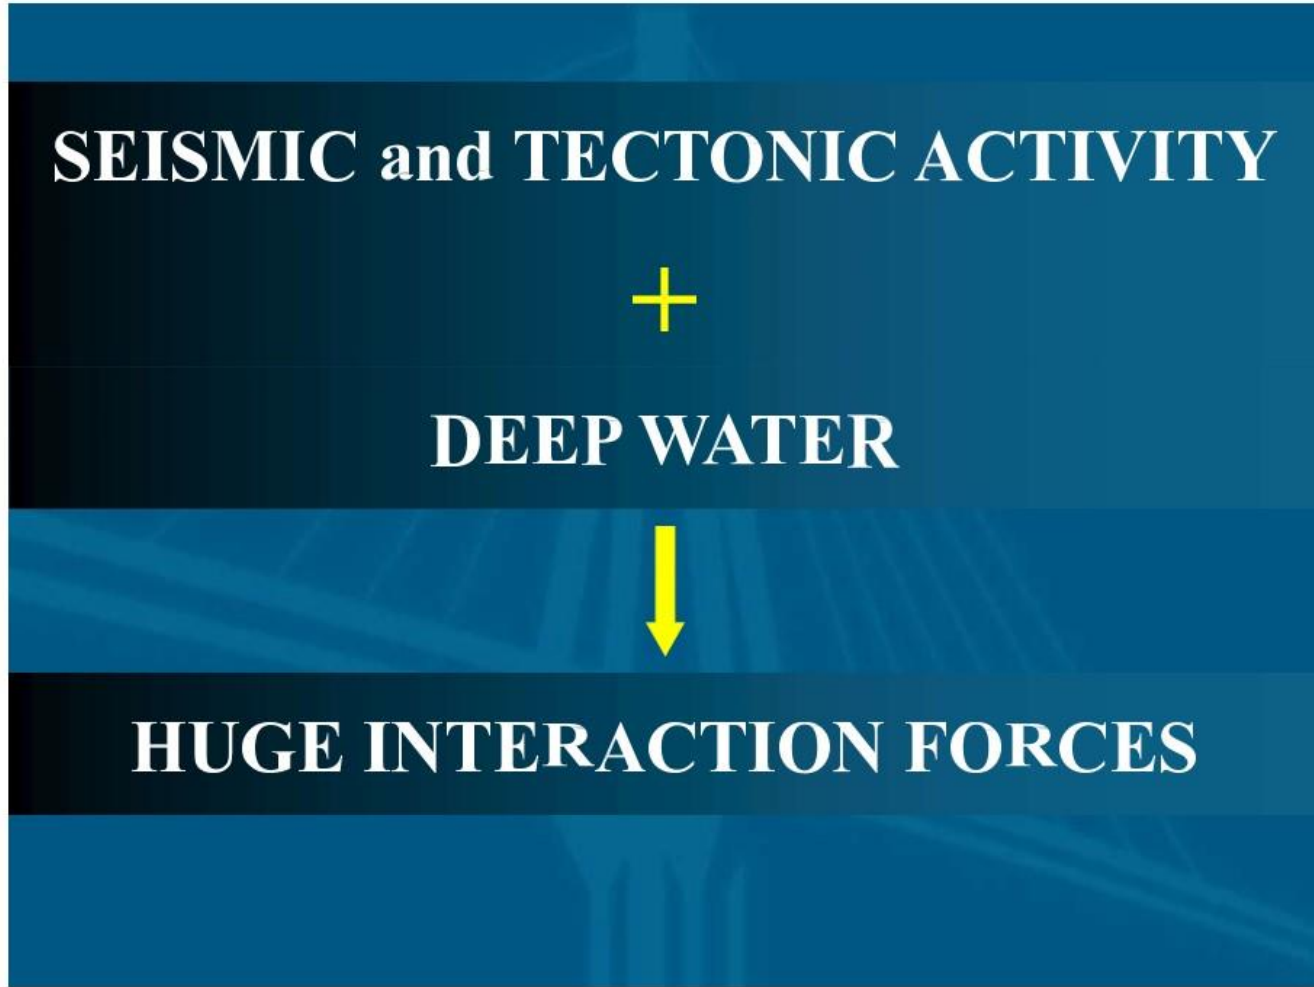 SEISMIC and TECTONIC ACTIVITY
+
DEEP WATER
HUGE INTERACTION FORCES